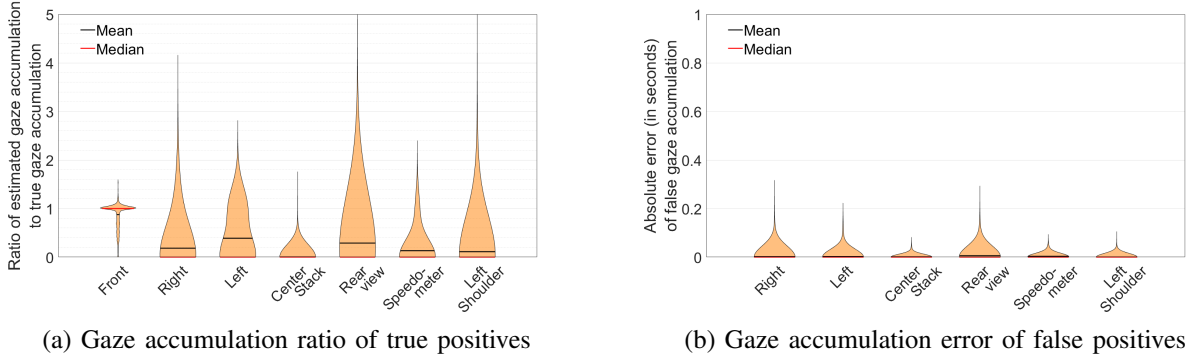 Ratio of estimated gaze accumulation
to true gaze accumulation
5
4
3
2
1
0
Mean
Median
Front
Right
Left
Center
Stack
Rear
view
Speedo-
meter
Left
Shoulder
(a) Gaze accumulation ratio of true positives
Absolute error (in seconds)
of false gaze accumulation
1
0.8
0.6
0.4
0.2
0
Mean
Median
Right
Left
Center
Stack
Rear
view
Speedo-
meter
Left
Shoulder
(b) Gaze accumulation error of false positives